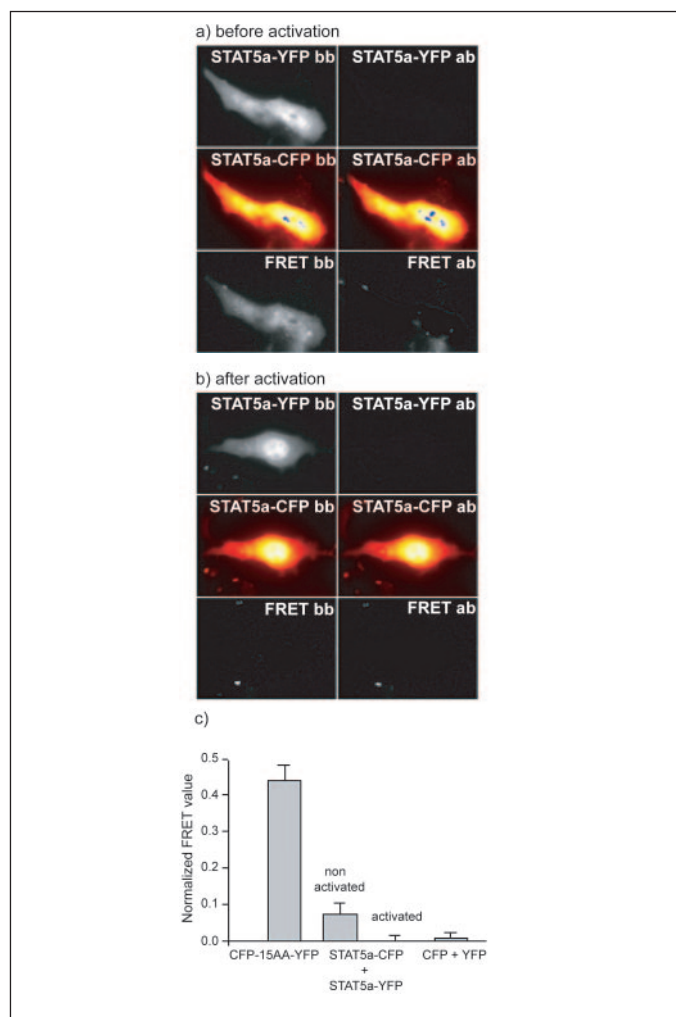 a) before activation
STAT5a-YFP bb
STAT5a-YFP ab
STAT5a-CFP bb
STAT5a-CFP ab
FRET bb
FRET ab
b) after activation
STAT5a-YFP bb
STAT5a-YFP ab
STAT5a-CFP bb
STAT5a-CFP ab
FRET bb
FRET ab
c)
Normalized FRET value
0.5
0.4
0.3
0.2
0.1
0.0
non
activated
activated
CFP-15AA-YFP
STAT5a-CFP
+
STAT5a-YFP
CFP + YFP